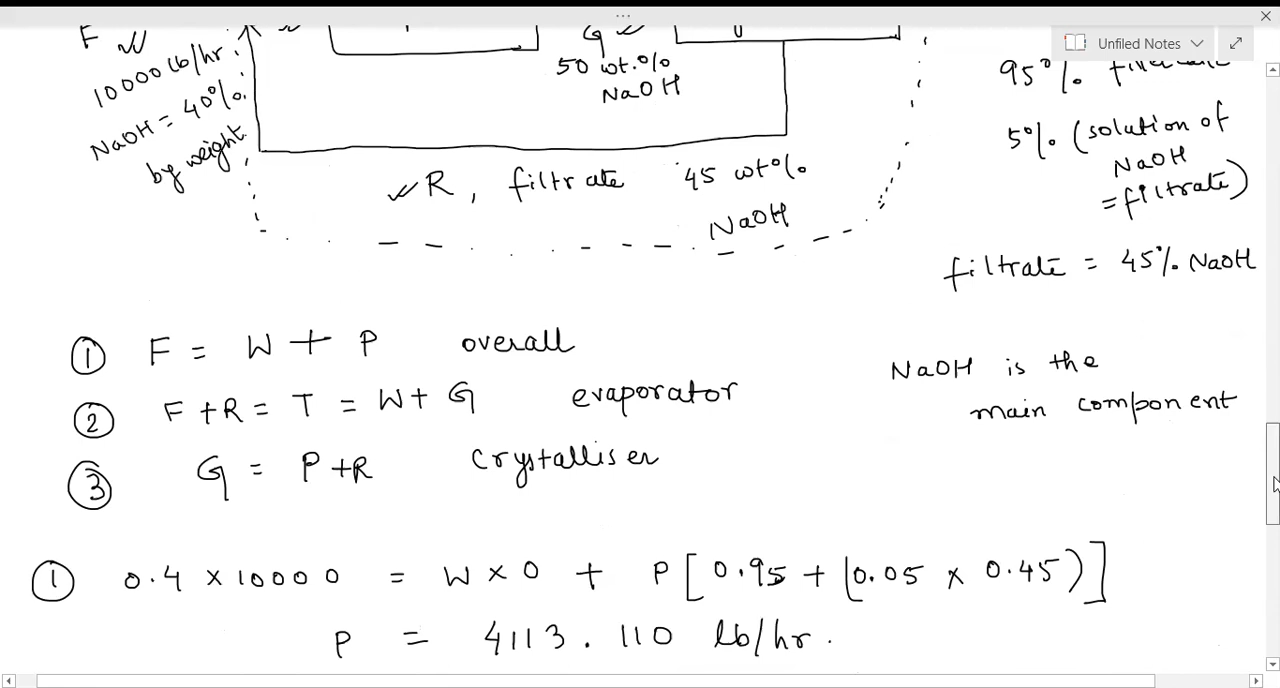 F
10000 lb/hr.
NaOH = 40%.
by weight.
G
50 wt.%
NaOH
R, filtrate 45 wt%
NaOH
Unfiled Notes
95%.
5%. (solution of
NaOH
= filtrate)
filtrate = 45%. NaOH
① F = W + P overall
② F + R = T = W + G evaporator
③ G = P + R crystalliser
NaOH is the
main component
① 0.4 × 10000 = W × 0 + P [0.95 + (0.05 × 0.45)]
P = 4113.110 lb/hr.